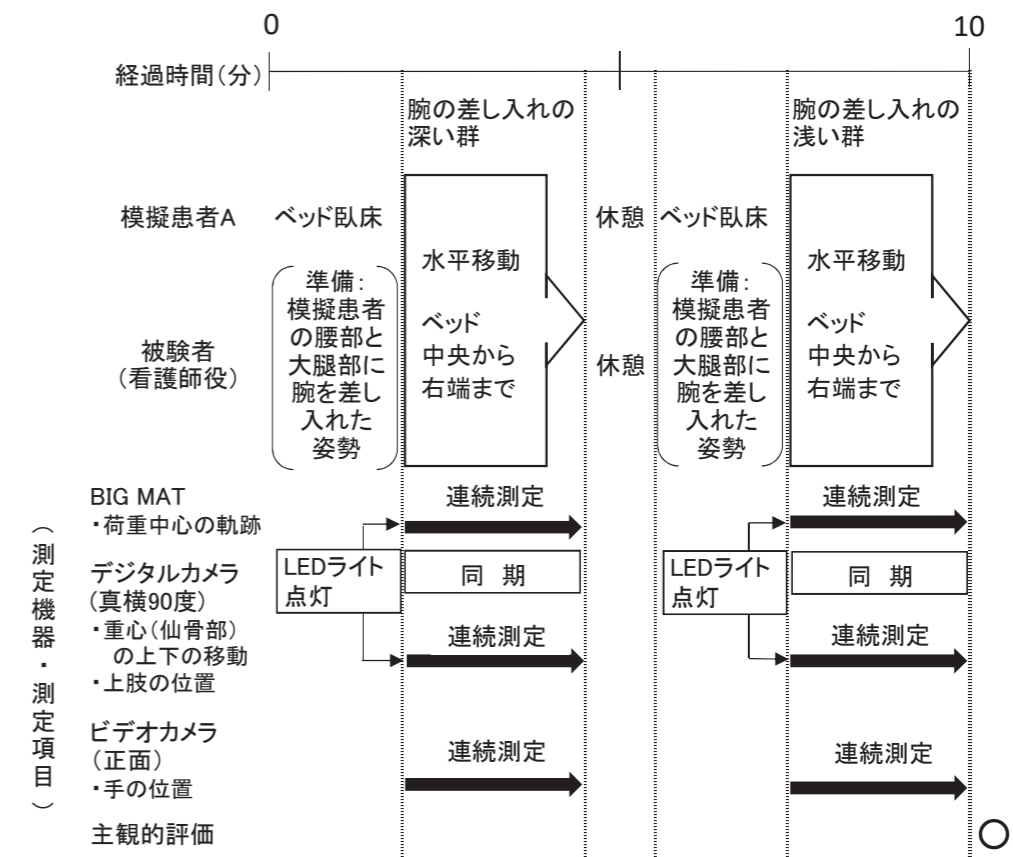 0 10
経過時間(分)
腕の差し入れの
深い群
腕の差し入れの
浅い群
模擬患者A ベッド臥床 休憩 ベッド臥床
水平移動
ベッド
中央から
右端まで
水平移動
ベッド
中央から
右端まで
被験者
(看護師役)
準備:
模擬患者
の腰部と
大腿部に
腕を差し
入れた
姿勢
休憩
準備:
模擬患者
の腰部と
大腿部に
腕を差し
入れた
姿勢
(測定機器・測定項目)
BIG MAT
・荷重中心の軌跡
連続測定 連続測定
LEDライト
点灯
同 期
LEDライト
点灯
同 期
デジタルカメラ
(真横90度)
・重心(仙骨部)
の上下の移動
・上肢の位置
連続測定 連続測定
ビデオカメラ
(正面)
・手の位置
連続測定 連続測定
主観的評価 ○